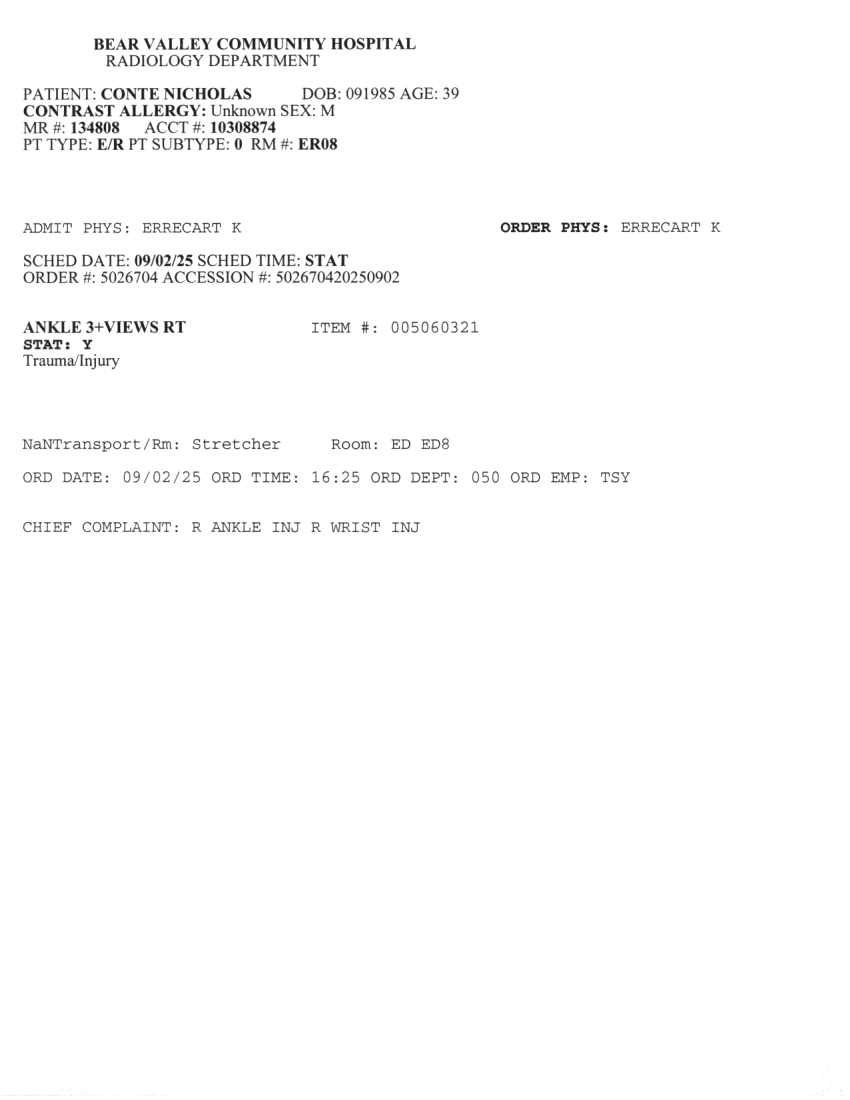 BEAR VALLEY COMMUNITY HOSPITAL
RADIOLOGY DEPARTMENT
PATIENT: CONTE NICHOLAS DOB: 091985 AGE: 39
CONTRAST ALLERGY: Unknown SEX: M
MR #: 134808 ACCT #: 10308874
PT TYPE: E/R PT SUBTYPE: 0 RM #: ER08
ADMIT PHYS: ERRECART K ORDER PHYS: ERRECART K
SCHED DATE: 09/02/25 SCHED TIME: STAT
ORDER #: 5026704 ACCESSION #: 502670420250902
ANKLE 3+VIEWS RT ITEM #: 005060321
STAT: Y
Trauma/Injury
NaNTransport/Rm: Stretcher Room: ED ED8
ORD DATE: 09/02/25 ORD TIME: 16:25 ORD DEPT: 050 ORD EMP: TSY
CHIEF COMPLAINT: R ANKLE INJ R WRIST INJ